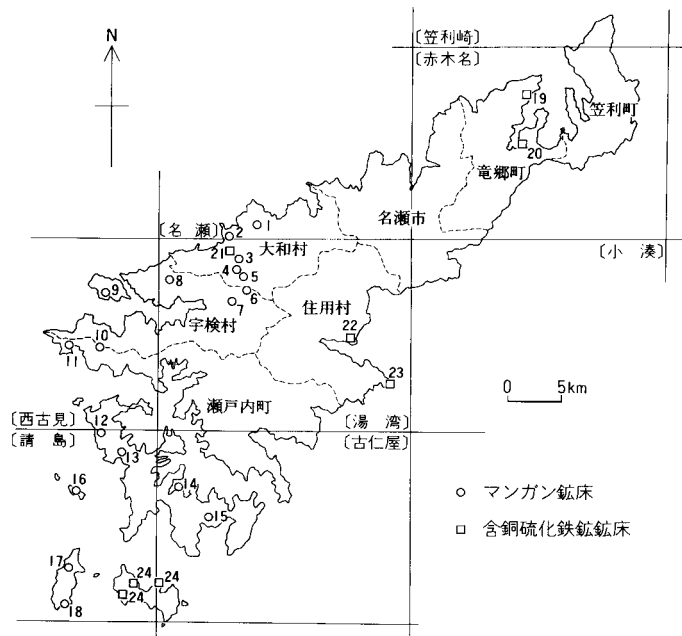 N
〔笠利崎〕
〔赤木名〕
笠利町
19
20
竜郷町
名瀬市
1
2
〔名瀬〕
大和村
〔小湊〕
21
3
4
5
6
7
8
9
住用村
宇検村
22
10
11
23
0 5km
瀬戸内町
〔西古見〕
〔湯湾〕
〔請島〕
〔古仁屋〕
12
13
14
15
16
○ マンガン鉱床
□ 含銅硫化鉄鉱鉱床
17
24 24
24
18